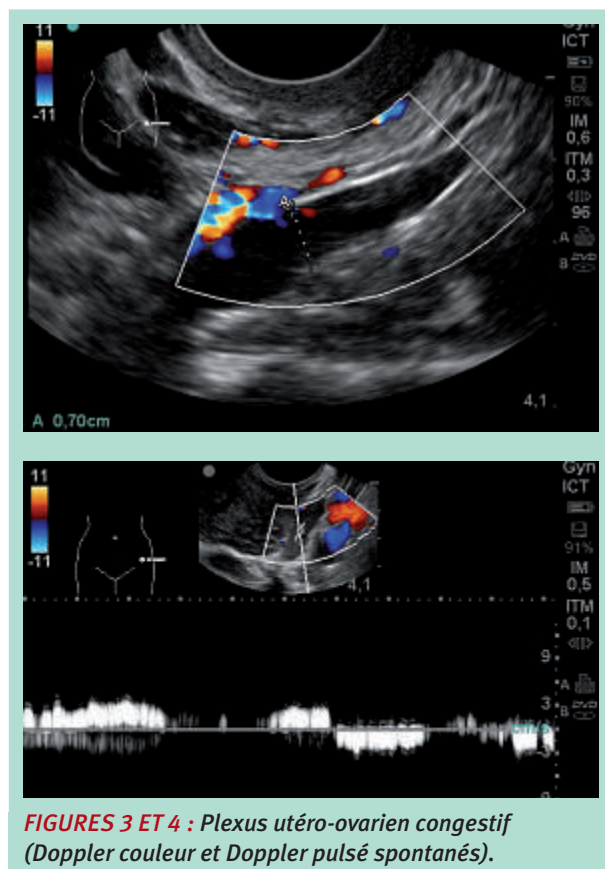 11
-11
Gyn
ICT
90%
IM
0,6
ITM
0,3
96
A
B
4,1
A 0,70cm
11
-11
Gyn
ICT
91%
IM
0,5
ITM
0,1
4,1
9
A
3
B
cm/s
-3
FIGURES 3 ET 4 : Plexus utéro-ovarien congestif
(Doppler couleur et Doppler pulsé spontanés).